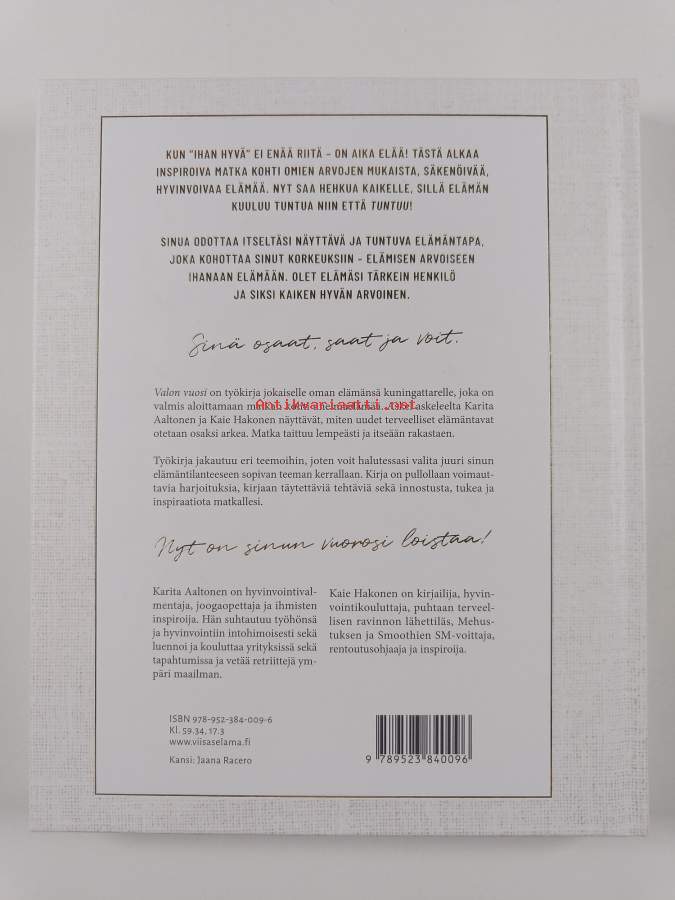 KUN "IHAN HYVÄ" EI ENÄÄ RIITÄ – ON AIKA ELÄÄ! TÄSTÄ ALKAA
INSPIROIVA MATKA KOHTI OMIEN ARVOJEN MUKAISTA, SÄKENÖIVÄÄ,
HYVINVOIVAA ELÄMÄÄ. NYT SAA HEHKUA KAIKELLE, SILLÄ ELÄMÄN
KUULUU TUNTUA NIIN ETTÄ TUNTUU!
SINUA ODOTTAA ITSELTÄSI NÄYTTÄVÄ JA TUNTUVA ELÄMÄNTAPA,
JOKA KOHOTTAA SINUT KORKEUKSIIN – ELÄMISEN ARVOISEEN
IHANAAN ELÄMÄÄN. OLET ELÄMÄSI TÄRKEIN HENKILÖ
JA SIKSI KAIKEN HYVÄN ARVOINEN.
Sinä osaat, saat ja voit.
Valon vuosi on työkirja jokaiselle oman elämänsä kuningattarelle, joka on
valmis aloittamaan matkan kohti Karita
Antikvariaatti.net
Aaltonen ja Kaie Hakonen näyttävät, miten uudet terveelliset elämäntavat
otetaan osaksi arkea. Matka taittuu lempeästi ja itseään rakastaen.
Työkirja jakautuu eri teemoihin, joten voit halutessasi valita juuri sinun
elämäntilanteeseen sopivan teeman kerrallaan. Kirja on pullollaan voimaut-
tavia harjoituksia, kirjaan täytettäviä tehtäviä sekä innostusta, tukea ja
inspiraatiota matkallesi.
Nyt on sinun vuorosi loistaa!
Karita Aaltonen on hyvinvointival-
mentaja, joogaopettaja ja ihmisten
inspiroija. Hän suhtautuu työhönsä
ja hyvinvointiin intohimoisesti sekä
luennoi ja kouluttaa yrityksissä sekä
tapahtumissa ja vetää retriittejä ym-
päri maailman.
Kaie Hakonen on kirjailija, hyvin-
vointikouluttaja, puhtaan terveel-
lisen ravinnon lähettiläs, Mehus-
tuksen ja Smoothien SM-voittaja,
rentoutusohjaaja ja inspiroija.
ISBN 978-952-384-009-6
Kl. 59.34, 17.3
www.viisaselama.fi
Kansi: Jaana Racero
9 789523 840096